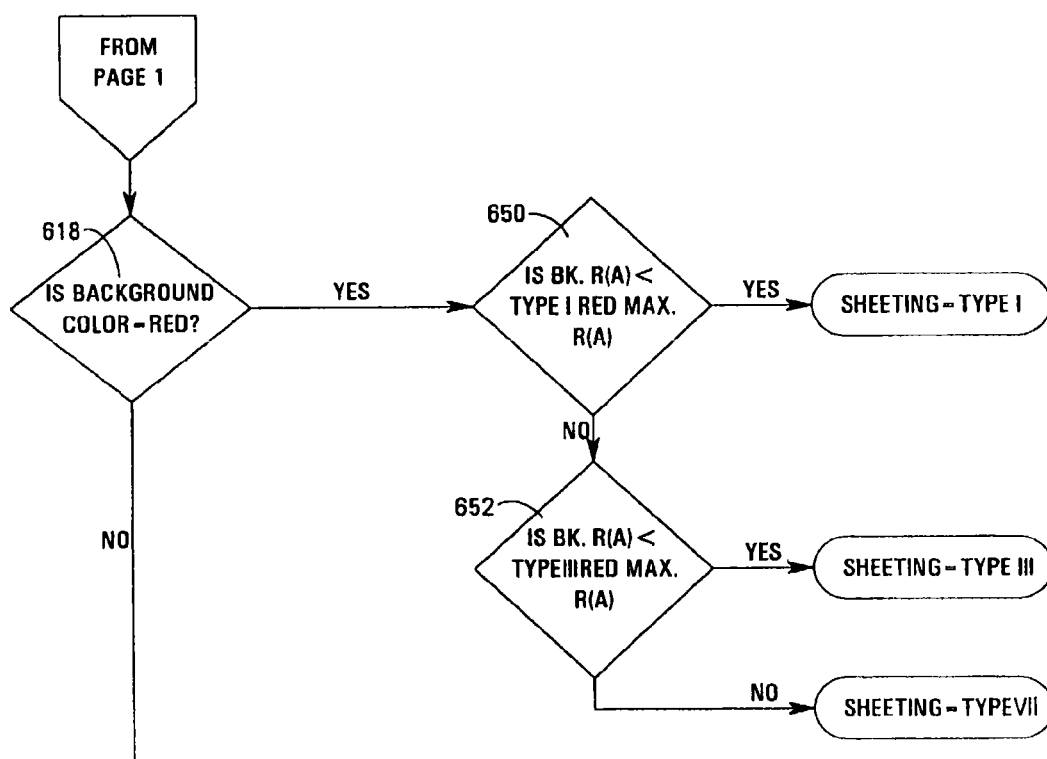 FROM
PAGE 1
618
IS BACKGROUND
COLOR=RED?
YES
650
IS BK. R(A) <
TYPE I RED MAX.
R(A)
YES
SHEETING=TYPE I
NO
652
IS BK. R(A) <
TYPEIIIRED MAX.
R(A)
YES
SHEETING=TYPE III
NO
SHEETING=TYPEVII
NO